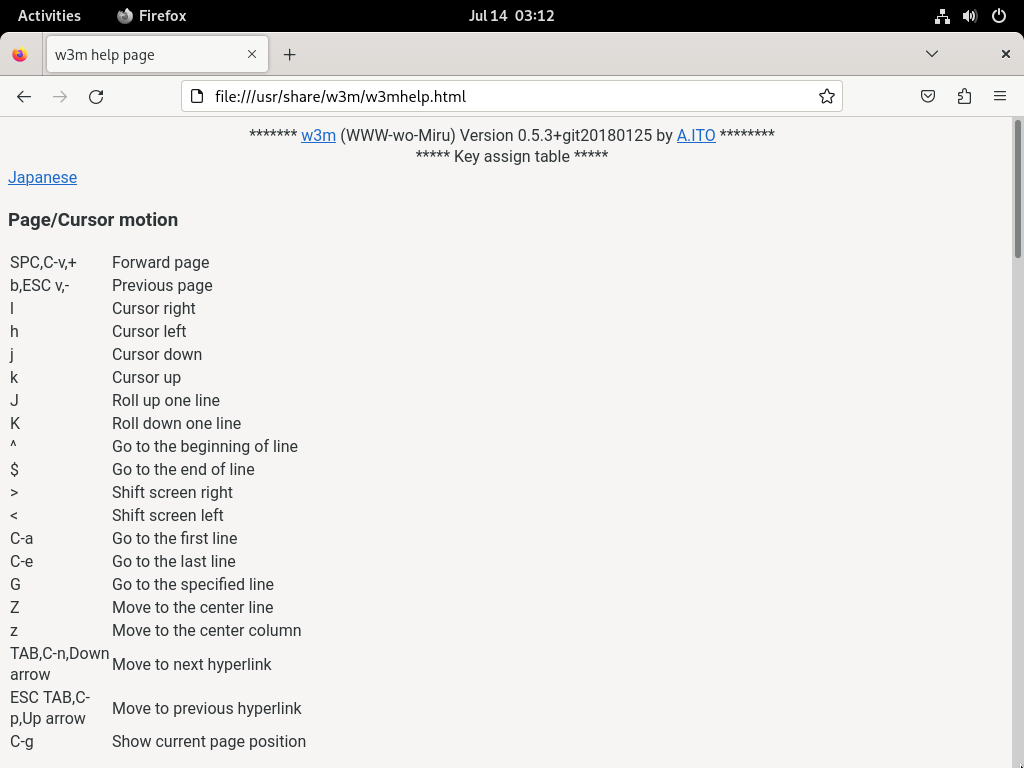 Activities Firefox Jul 14 03:12
w3m help page
file:///usr/share/w3m/w3mhelp.html
******* w3m (WWW-wo-Miru) Version 0.5.3+git20180125 by A.ITO ********
***** Key assign table *****
Japanese
Page/Cursor motion
SPC,C-v,+ Forward page
b,ESC v,- Previous page
l Cursor right
h Cursor left
j Cursor down
k Cursor up
J Roll up one line
K Roll down one line
^ Go to the beginning of line
$ Go to the end of line
> Shift screen right
< Shift screen left
C-a Go to the first line
C-e Go to the last line
G Go to the specified line
Z Move to the center line
z Move to the center column
TAB,C-n,Down arrow Move to next hyperlink
ESC TAB,C-p,Up arrow Move to previous hyperlink
C-g Show current page position